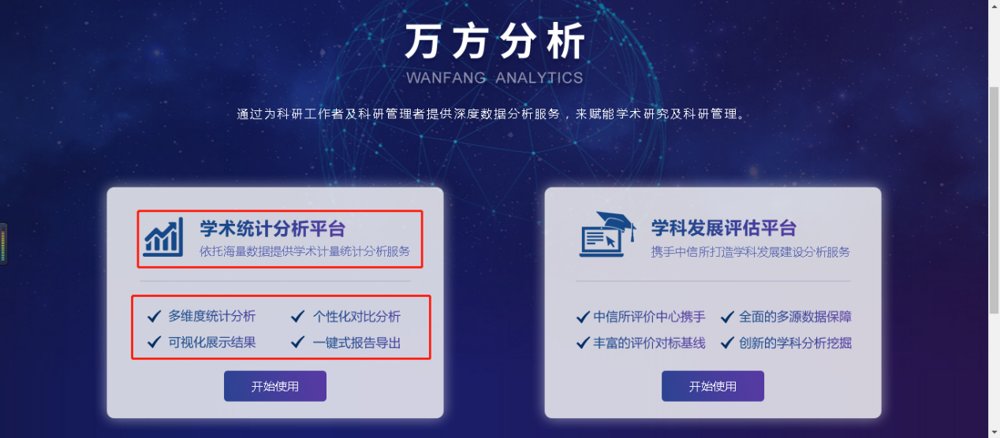 万方分析
WANFANG ANALYTICS
通过为科研工作者及科研管理者提供深度数据分析服务，来赋能学术研究及科研管理。
学术统计分析平台
依托海量数据提供学术计量统计分析服务
多维度统计分析 个性化对比分析
可视化展示结果 一键式报告导出
开始使用
学科发展评估平台
携手中信所打造学科发展建设分析服务
中信所评价中心携手 全面的多源数据保障
丰富的评价对标基线 创新的学科分析挖掘
开始使用